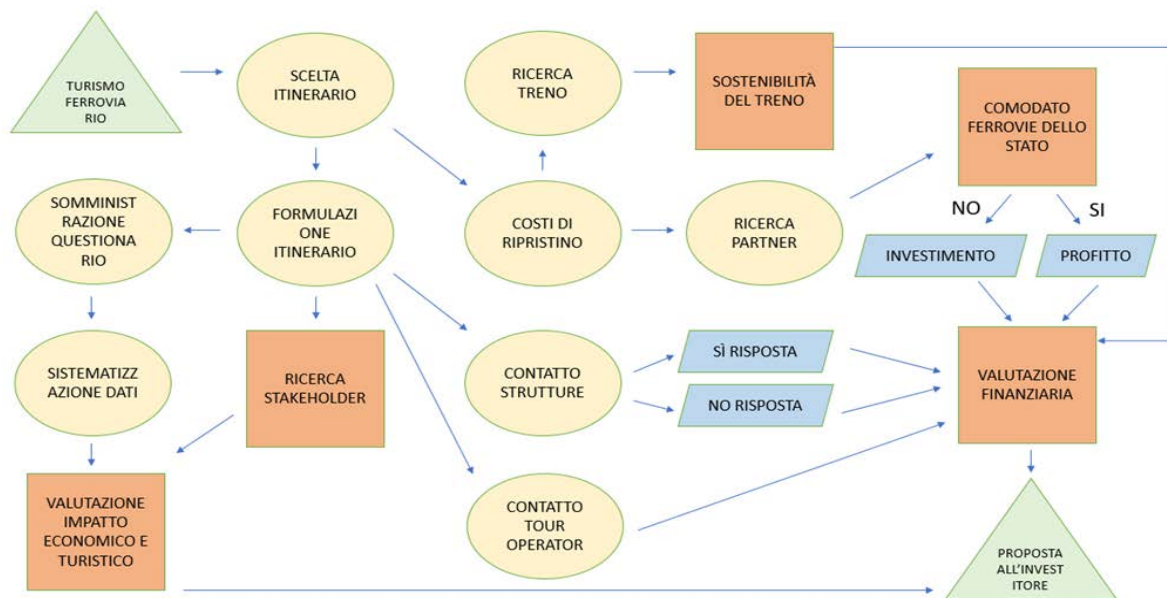 TURISMO
FERROVIA
RIO
SCELTA
ITINERARIO
RICERCA
TRENO
SOSTENIBILITÀ
DEL TRENO
COMODATO
FERROVIE DELLO
STATO
SOMMINIST
RAZIONE
QUESTIONA
RIO
FORMULAZI
ONE
ITINERARIO
COSTI DI
RIPRISTINO
RICERCA
PARTNER
NO
SI
INVESTIMENTO
PROFITTO
SISTEMATIZZ
AZIONE DATI
RICERCA
STAKEHOLDER
CONTATTO
STRUTTURE
SÌ RISPOSTA
NO RISPOSTA
VALUTAZIONE
FINANZIARIA
VALUTAZIONE
IMPATTO
ECONOMICO E
TURISTICO
CONTATTO
TOUR
OPERATOR
PROPOSTA
ALL'INVEST
ITORE